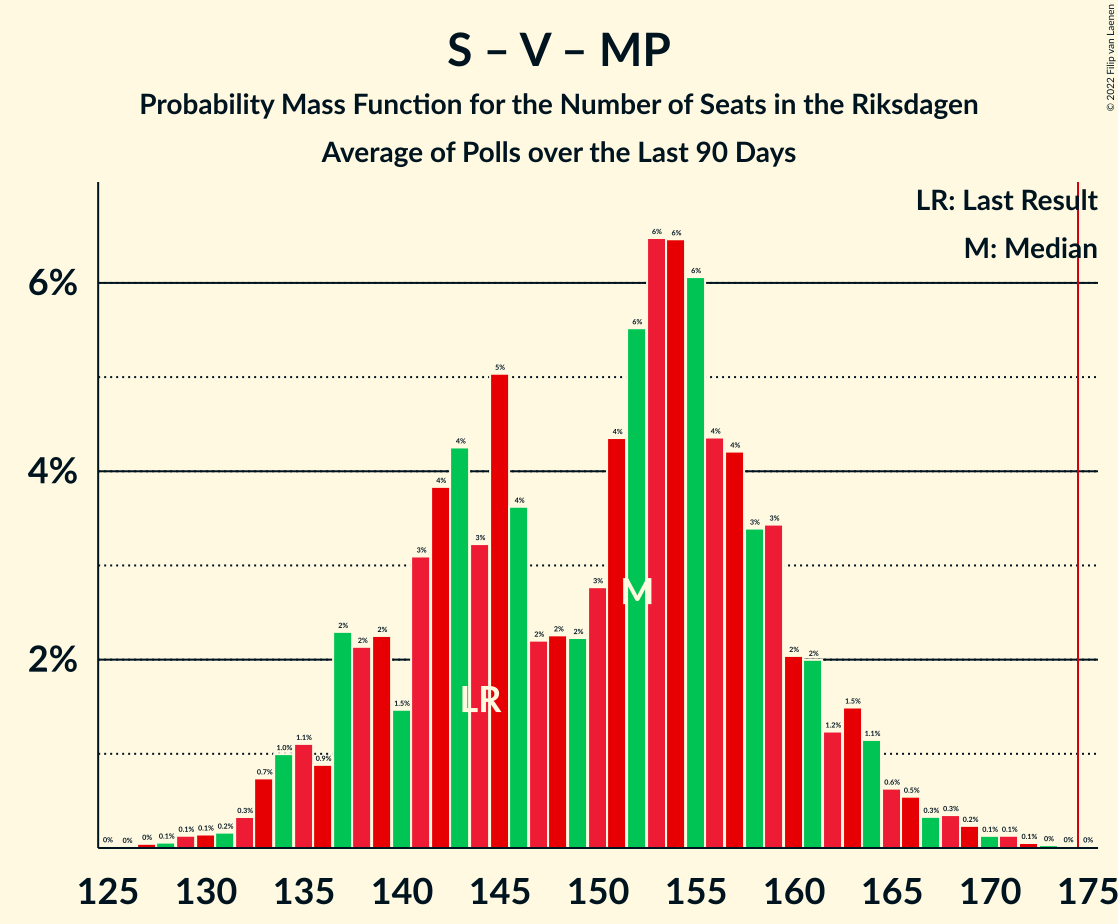 S – V – MP
Probability Mass Function for the Number of Seats in the Riksdagen
Average of Polls over the Last 90 Days
© 2022 Filip van Laenen
LR: Last Result
M: Median
6%
4%
2%
0% 0% 0% 0.1% 0.1% 0.1% 0.2% 0.3% 0.7% 1.0% 1.1% 0.9% 2% 2% 2% 1.5% 3% 4% 4% 3% 5% 4% 2% 2% 2% 3% 4% 6% 6% 6% 6% 4% 4% 3% 3% 2% 2% 1.2% 1.5% 1.1% 0.6% 0.5% 0.3% 0.3% 0.2% 0.1% 0.1% 0.1% 0% 0% 0%
M
LR
125 130 135 140 145 150 155 160 165 170 175